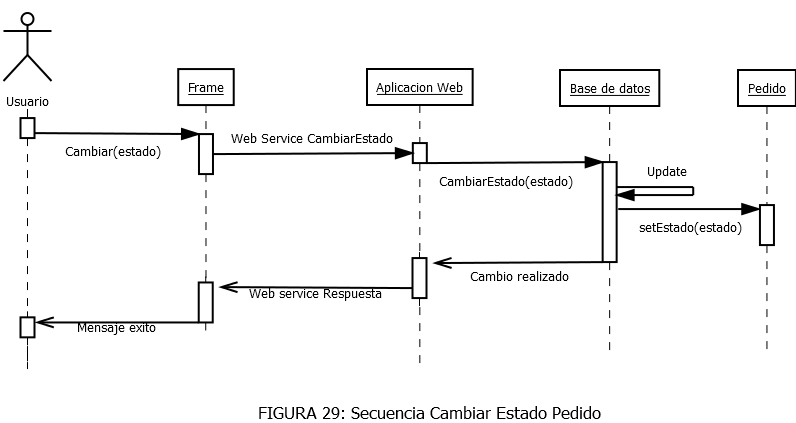 Usuario
Frame
Aplicacion Web
Base de datos
Pedido
Cambiar(estado)
Web Service CambiarEstado
CambiarEstado(estado)
Update
setEstado(estado)
Cambio realizado
Web service Respuesta
Mensaje exito
FIGURA 29: Secuencia Cambiar Estado Pedido